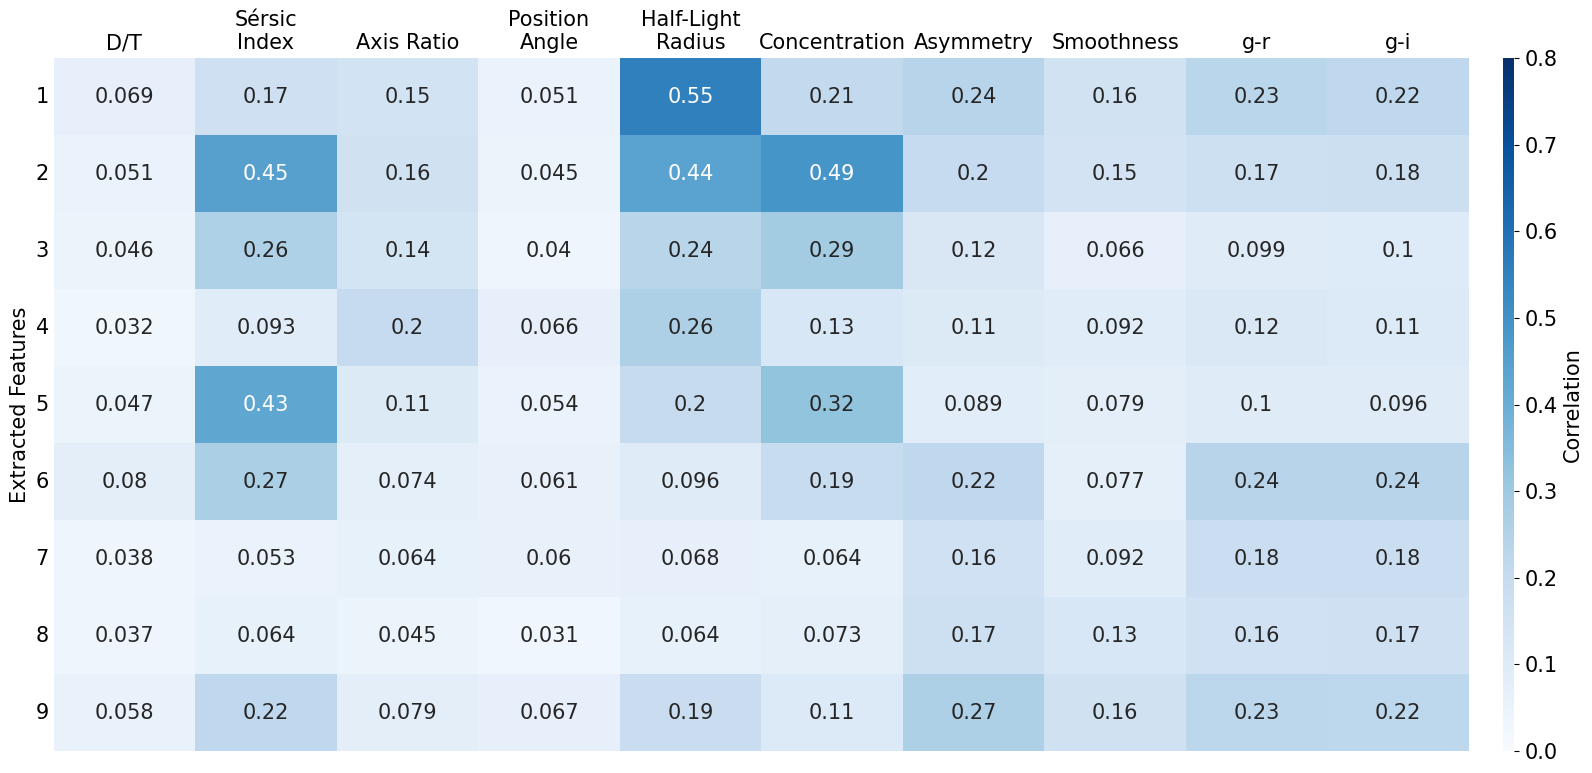 D/T Sérsic Index Axis Ratio Position Angle Half-Light Radius Concentration Asymmetry Smoothness g-r g-i
1 0.069 0.17 0.15 0.051 0.55 0.21 0.24 0.16 0.23 0.22
2 0.051 0.45 0.16 0.045 0.44 0.49 0.2 0.15 0.17 0.18
3 0.046 0.26 0.14 0.04 0.24 0.29 0.12 0.066 0.099 0.1
4 0.032 0.093 0.2 0.066 0.26 0.13 0.11 0.092 0.12 0.11
5 0.047 0.43 0.11 0.054 0.2 0.32 0.089 0.079 0.1 0.096
6 0.08 0.27 0.074 0.061 0.096 0.19 0.22 0.077 0.24 0.24
7 0.038 0.053 0.064 0.06 0.068 0.064 0.16 0.092 0.18 0.18
8 0.037 0.064 0.045 0.031 0.064 0.073 0.17 0.13 0.16 0.17
9 0.058 0.22 0.079 0.067 0.19 0.11 0.27 0.16 0.23 0.22
Extracted Features
0.8
0.7
0.6
0.5
0.4
0.3
0.2
0.1
0.0
Correlation